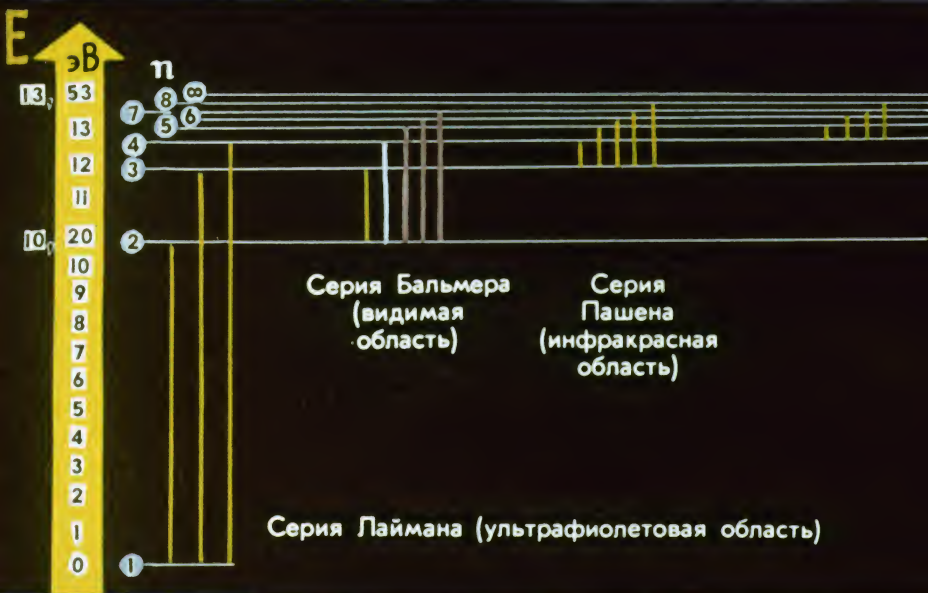 E
эВ
n
13, 53
∞
8
7
6
5
13
4
12
3
11
10, 20
2
10
9
8
7
6
5
4
3
2
1
0
1
Серия Бальмера
(видимая
область)
Серия
Пашена
(инфракрасная
область)
Серия Лаймана (ультрафиолетовая область)